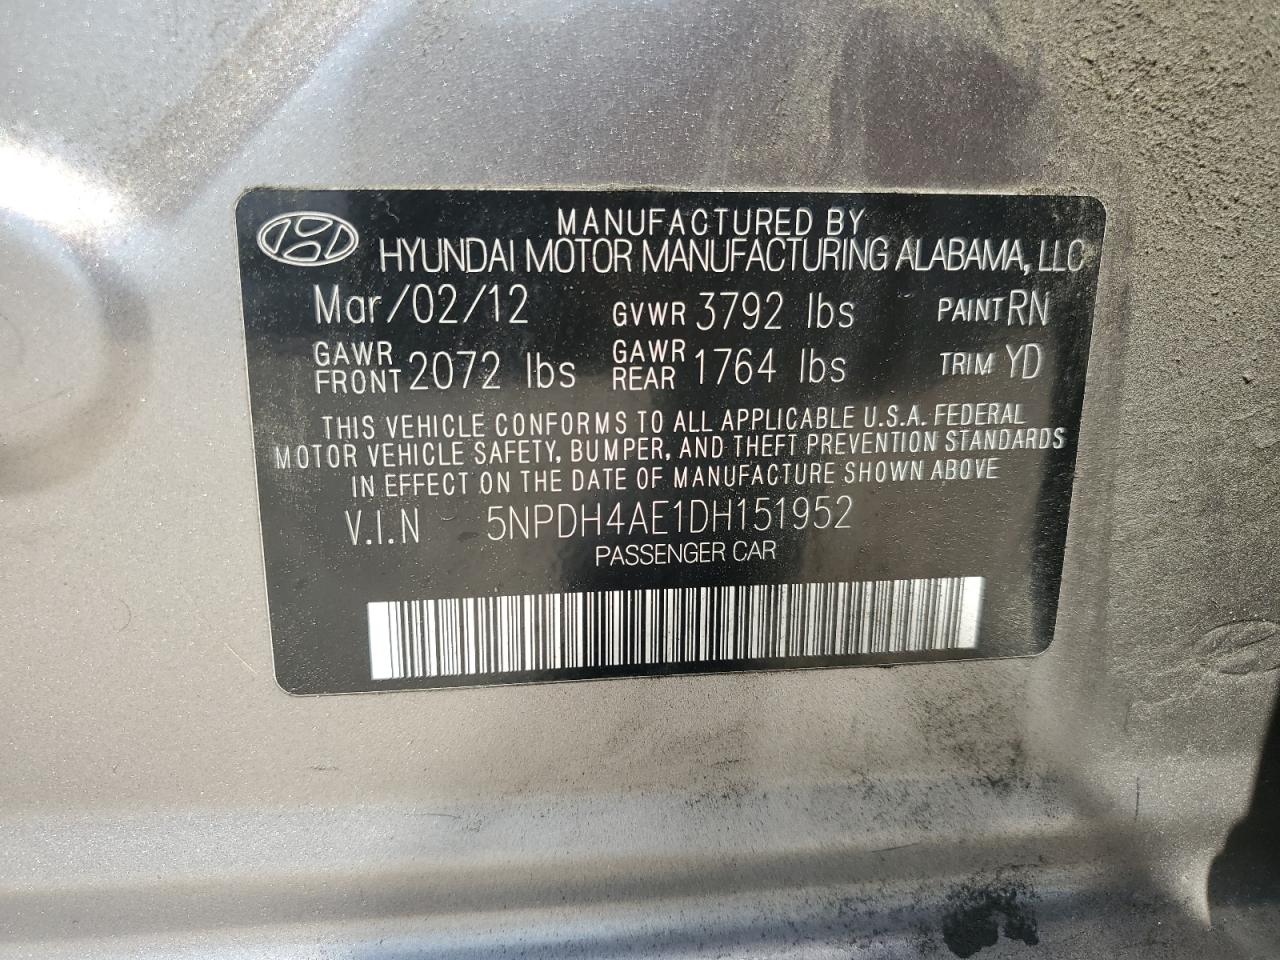 MANUFACTURED BY
HYUNDAI MOTOR MANUFACTURING ALABAMA, LLC
Mar/02/12 GVWR 3792 lbs PAINT RN
GAWR FRONT 2072 lbs GAWR REAR 1764 lbs TRIM YD
THIS VEHICLE CONFORMS TO ALL APPLICABLE U.S.A. FEDERAL
MOTOR VEHICLE SAFETY, BUMPER, AND THEFT PREVENTION STANDARDS
IN EFFECT ON THE DATE OF MANUFACTURE SHOWN ABOVE
V.I.N 5NPDH4AE1DH151952
PASSENGER CAR